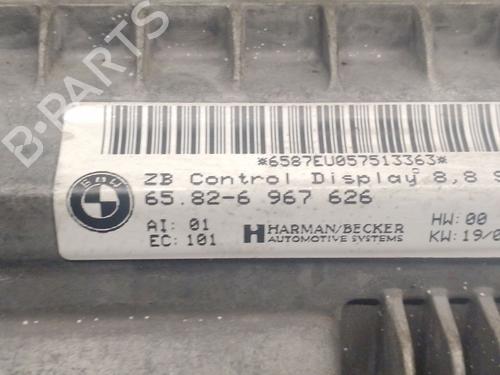 B-PARTS
*6587EU057513363*
BMW
ZB Control Display 8,8
65.82-6 967 626
AI: 01
EC: 101
HARMAN/BECKER
AUTOMOTIVE SYSTEMS
HW: 00
KW: 19/0